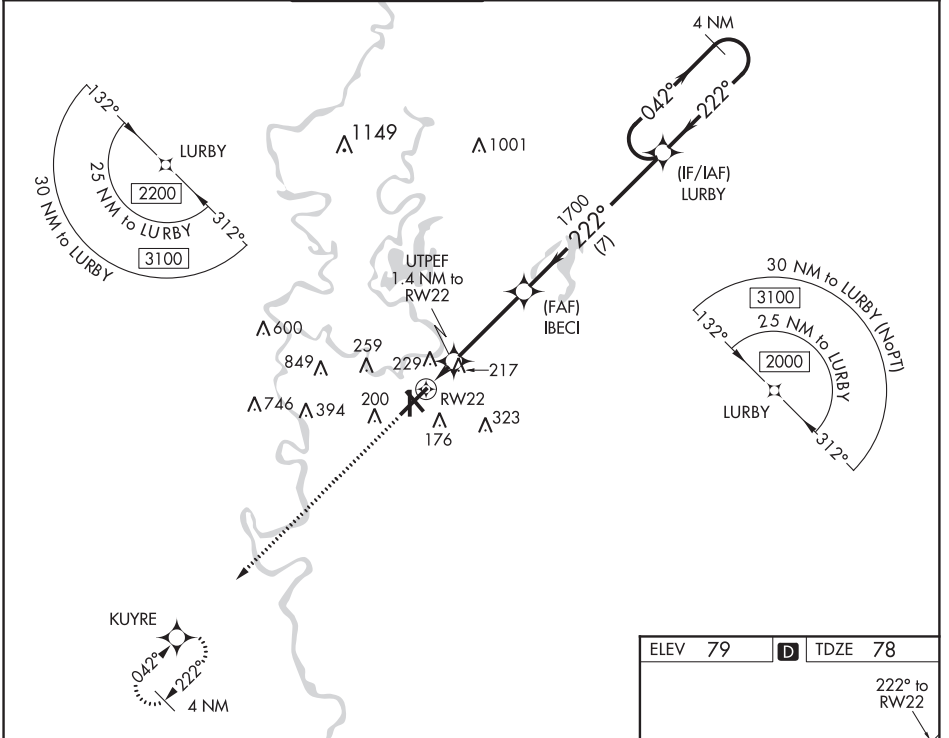 4 NM
042°
222°
132°
LURBY
2200
25 NM to LURBY
312°
3100
30 NM to LURBY
1149
1001
(IF/IAF)
LURBY
1700
222°
(7)
UTPEF
1.4 NM to
RW22
(FAF)
IBECI
30 NM to LURBY (NoPT)
3100
132°
25 NM to LURBY
2000
LURBY
312°
600
849
259
229
217
RW22
746
394
200
176
323
KUYRE
042°
222°
4 NM
ELEV 79 D TDZE 78
222° to
RW22